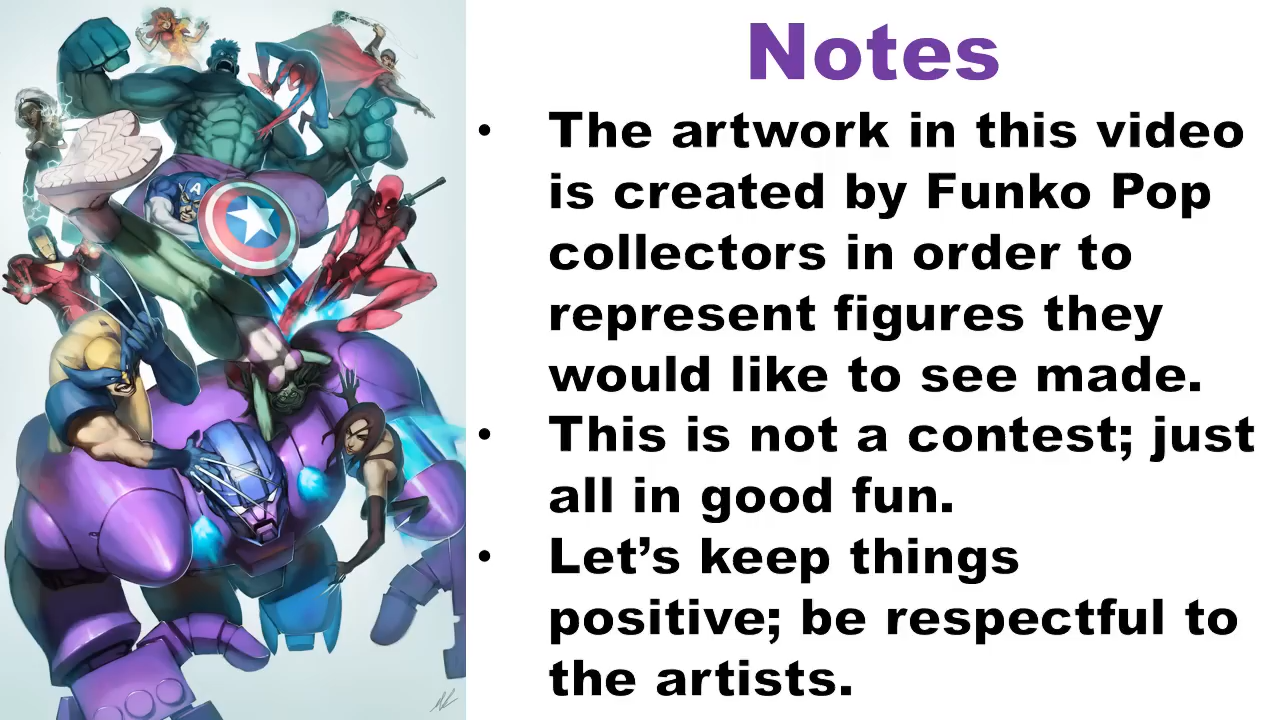 Notes
• The artwork in this video
is created by Funko Pop
collectors in order to
represent figures they
would like to see made.
• This is not a contest; just
all in good fun.
• Let’s keep things
positive; be respectful to
the artists.
A